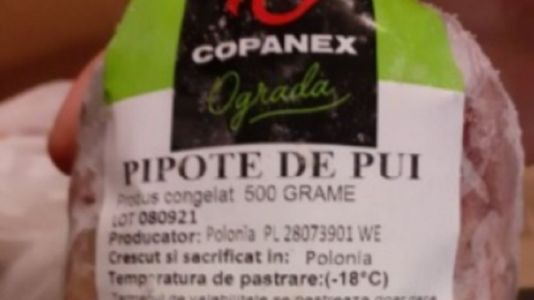 COPANEX
Ograda
PIPOTE DE PUI
Produs congelat 500 GRAME
LOT 080921
Producator: Polonia PL 28073901 WE
Crescut si sacrificat in: Polonia
Temperatura de pastrare:(-18°C)